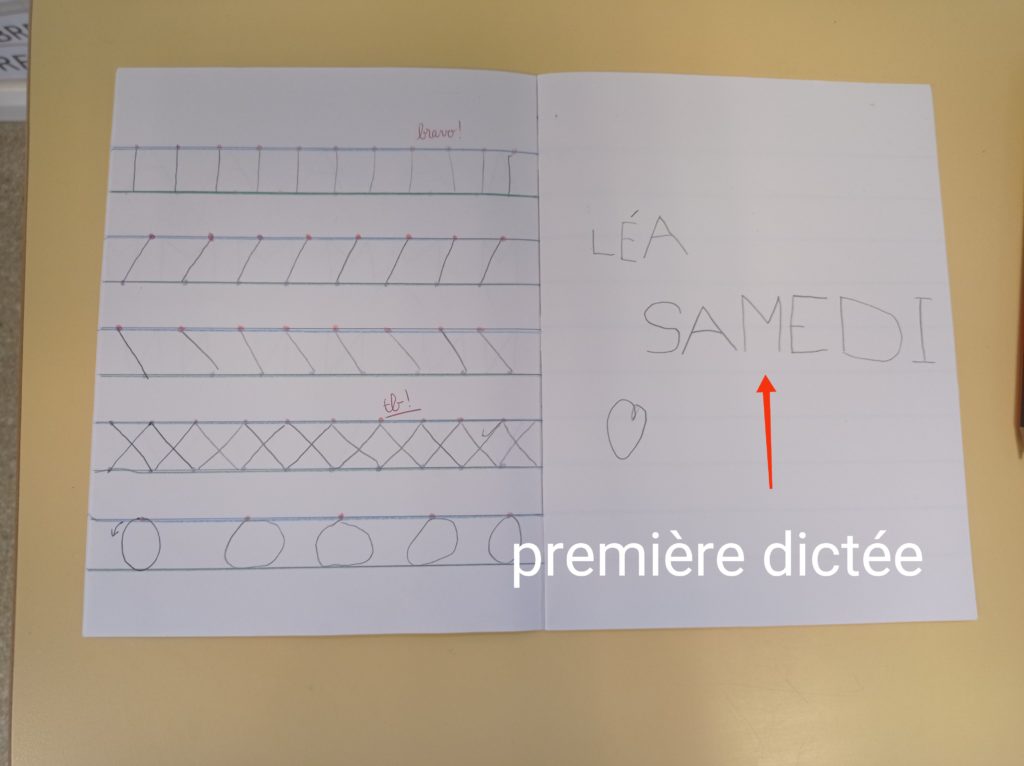 bravo!
tb!
LÉA
SAMEDI
première dictée